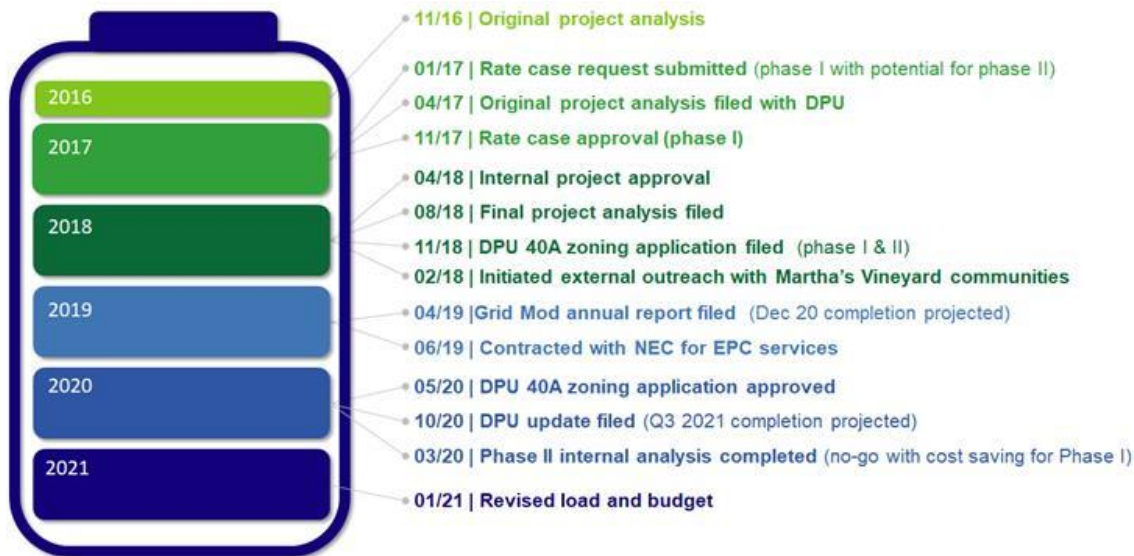 11/16 | Original project analysis
2016
01/17 | Rate case request submitted (phase I with potential for phase II)
04/17 | Original project analysis filed with DPU
2017
11/17 | Rate case approval (phase I)
04/18 | Internal project approval
2018
08/18 | Final project analysis filed
11/18 | DPU 40A zoning application filed (phase I & II)
02/18 | Initiated external outreach with Martha's Vineyard communities
2019
04/19 |Grid Mod annual report filed (Dec 20 completion projected)
06/19 | Contracted with NEC for EPC services
2020
05/20 | DPU 40A zoning application approved
10/20 | DPU update filed (Q3 2021 completion projected)
03/20 | Phase II internal analysis completed (no-go with cost saving for Phase I)
2021
01/21 | Revised load and budget